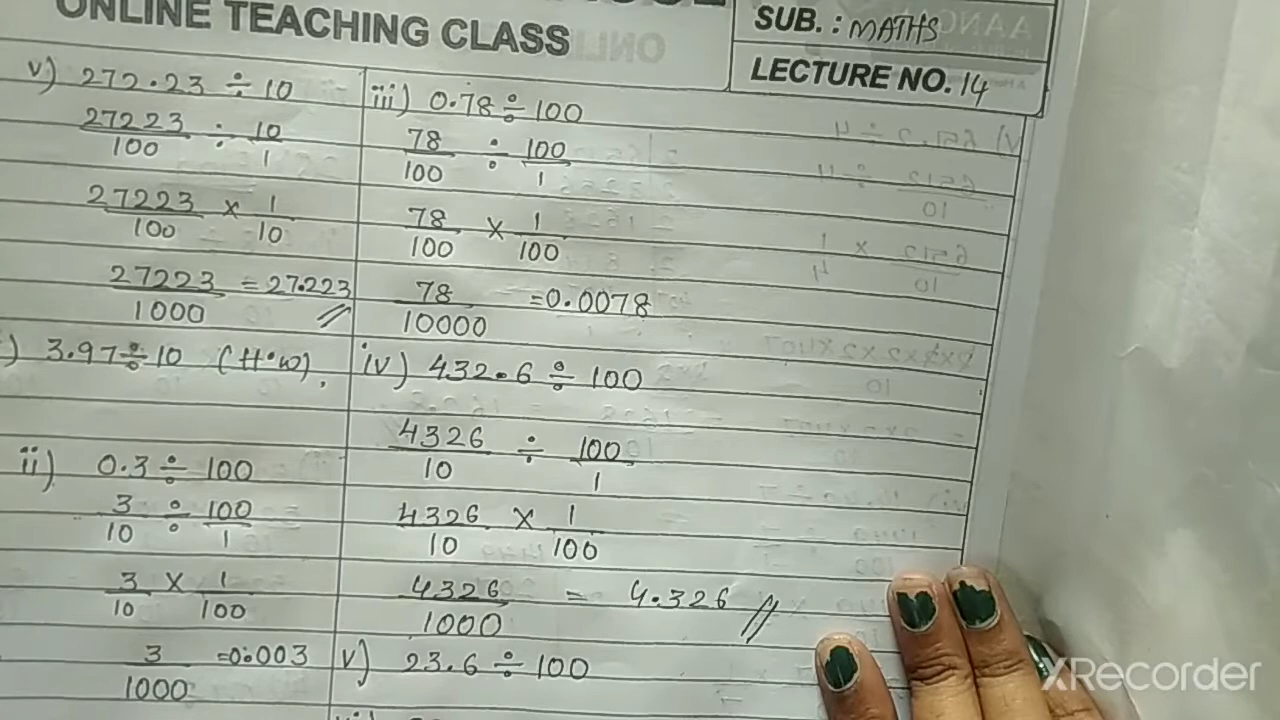 ONLINE TEACHING CLASS
SUB. : MATHS
LECTURE NO. 14
v) 272.23 ÷ 10
27223/100 ÷ 10/1
27223/100 × 1/10
27223/1000 = 27.223
) 3.97 ÷ 10 (H.W).
ii) 0.3 ÷ 100
3/10 ÷ 100/1
3/10 × 1/100
3/1000 = 0.003
iii) 0.78 ÷ 100
78/100 ÷ 100/1
78/100 × 1/100
78/10000 = 0.0078
iv) 432.6 ÷ 100
4326/10 ÷ 100/1
4326/10 × 1/100
4326/1000 = 4.326
v) 23.6 ÷ 100
XRecorder